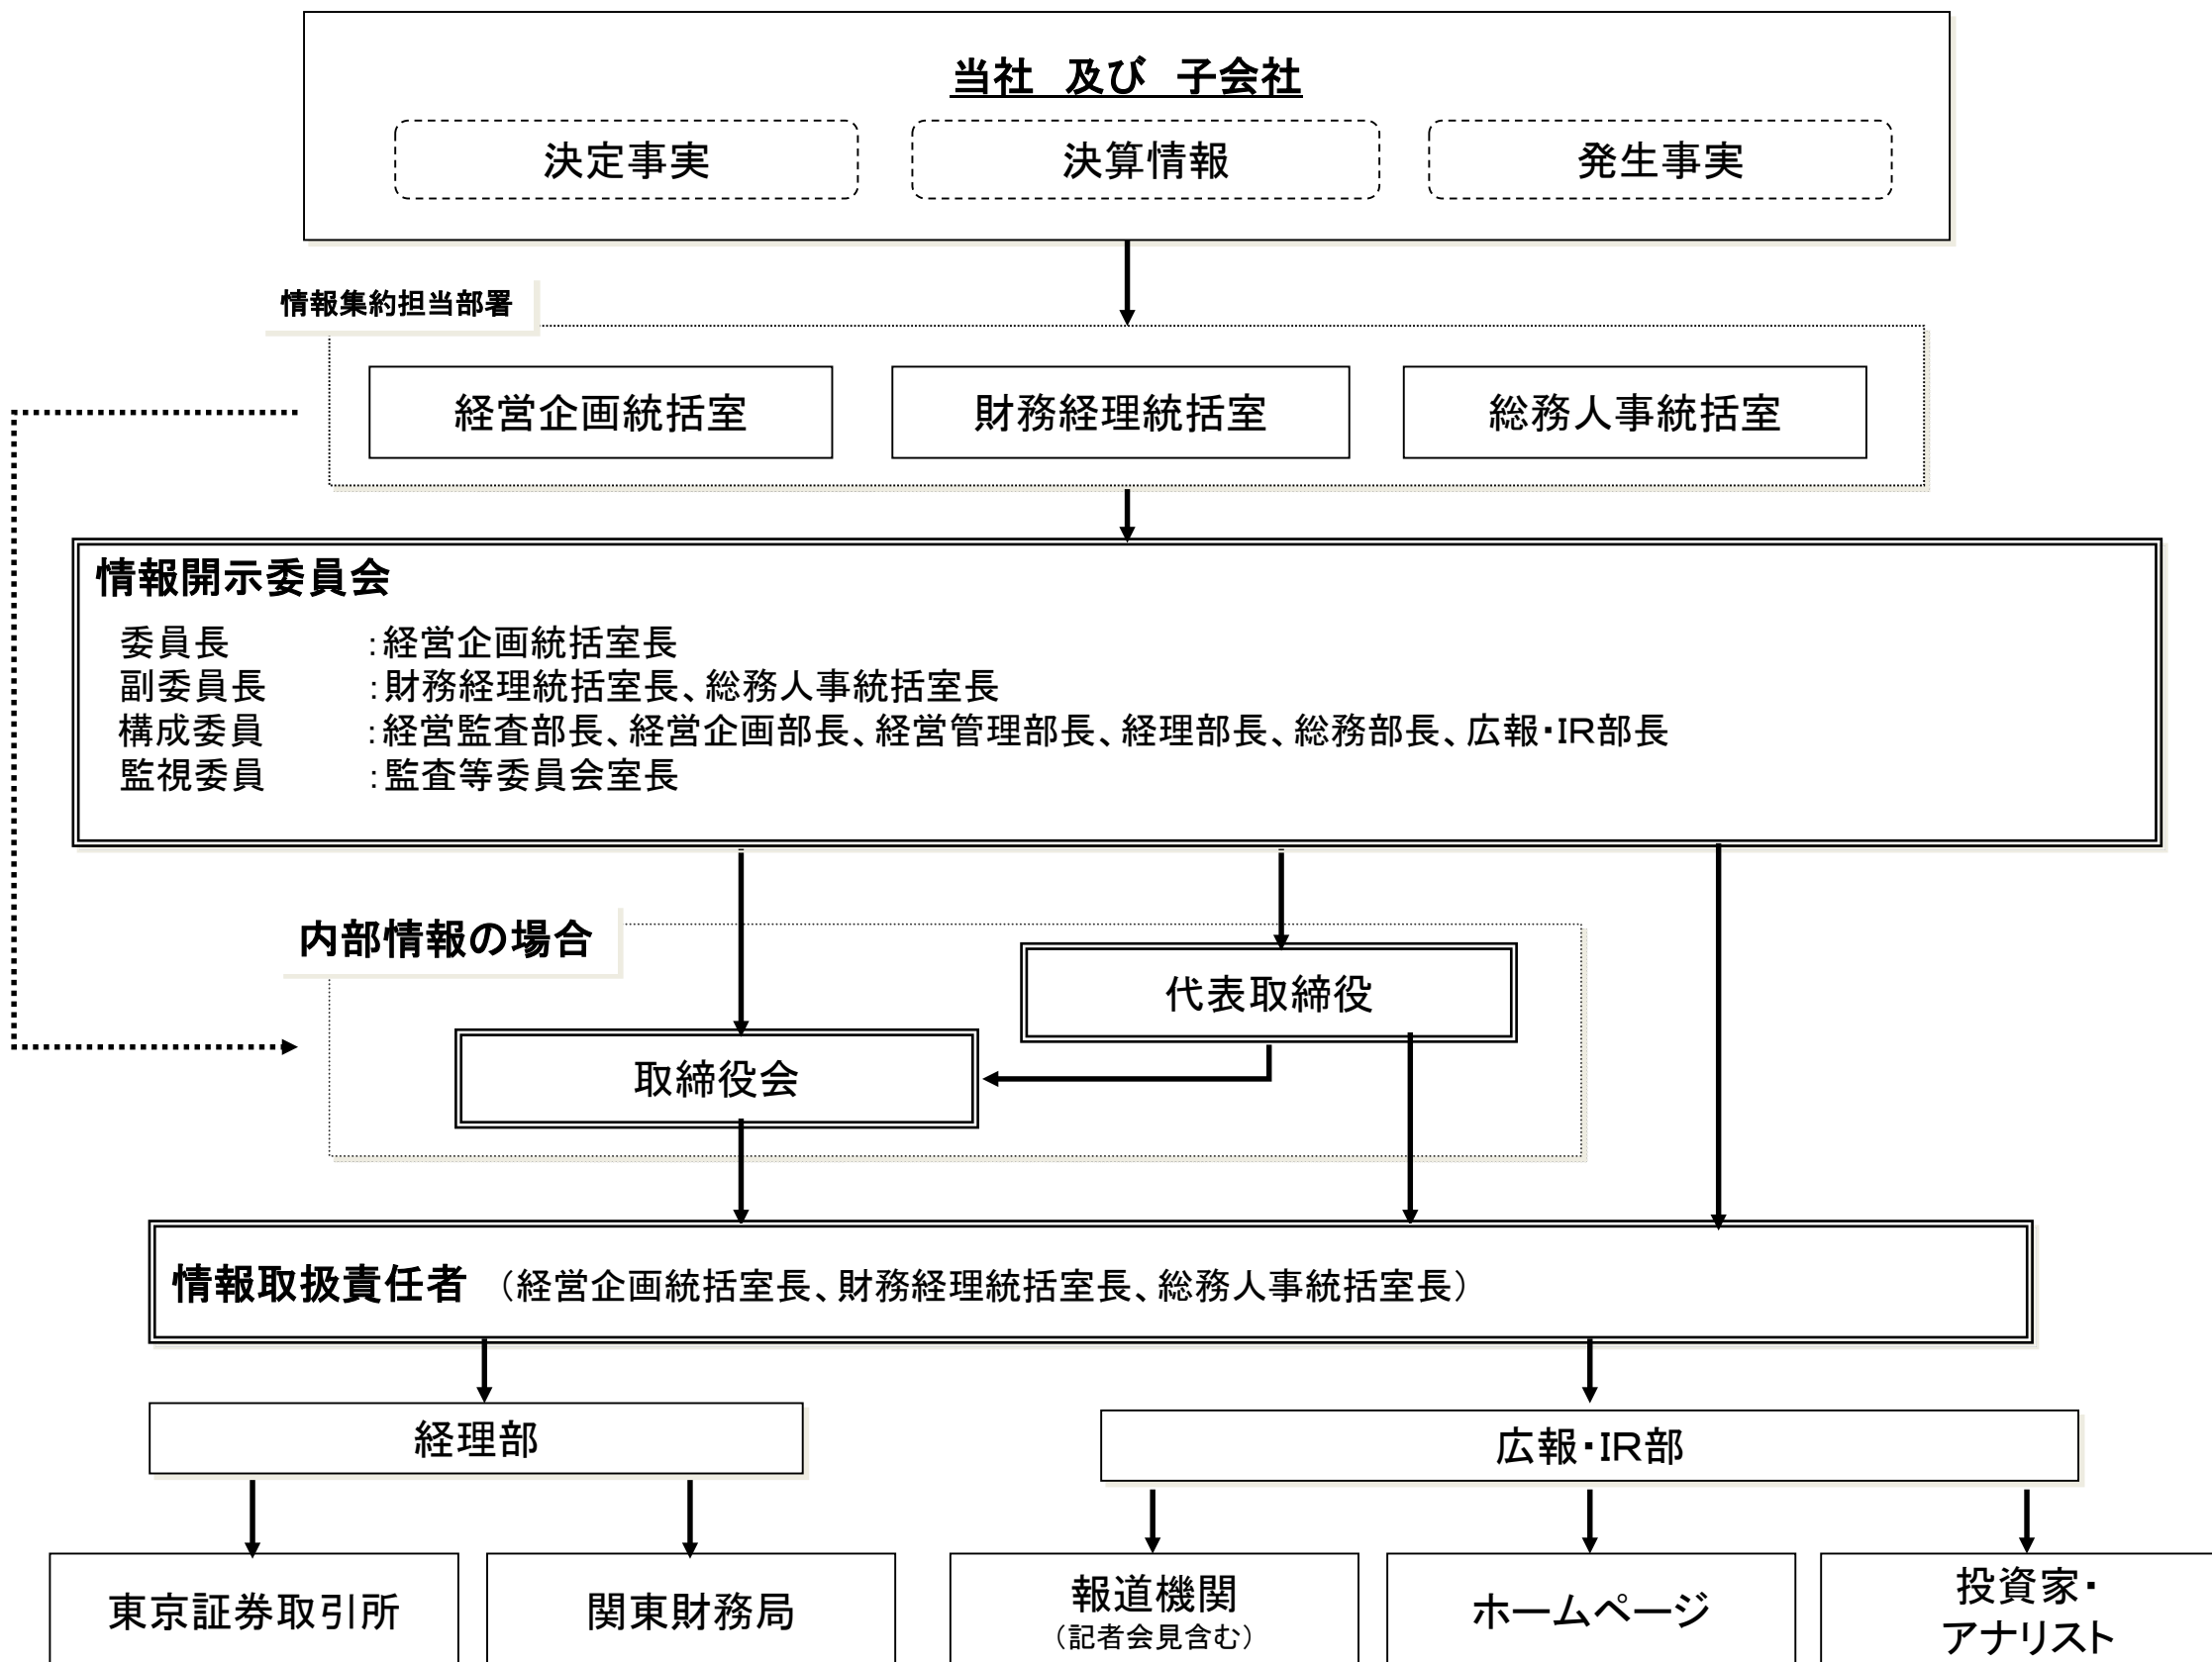 当社　及び　子会社
決定事実
決算情報
発生事実
情報集約担当部署
経営企画統括室
財務経理統括室
総務人事統括室
情報開示委員会
委員長　：経営企画統括室長
副委員長　：財務経理統括室長、総務人事統括室長
構成委員　：経営監査部長、経営企画部長、経営管理部長、経理部長、総務部長、広報・IR部長
監視委員　：監査等委員会室長
内部情報の場合
代表取締役
取締役会
情報取扱責任者　（経営企画統括室長、財務経理統括室長、総務人事統括室長）
経理部
広報・IR部
東京証券取引所
関東財務局
報道機関
（記者会見含む）
ホームページ
投資家・
アナリスト